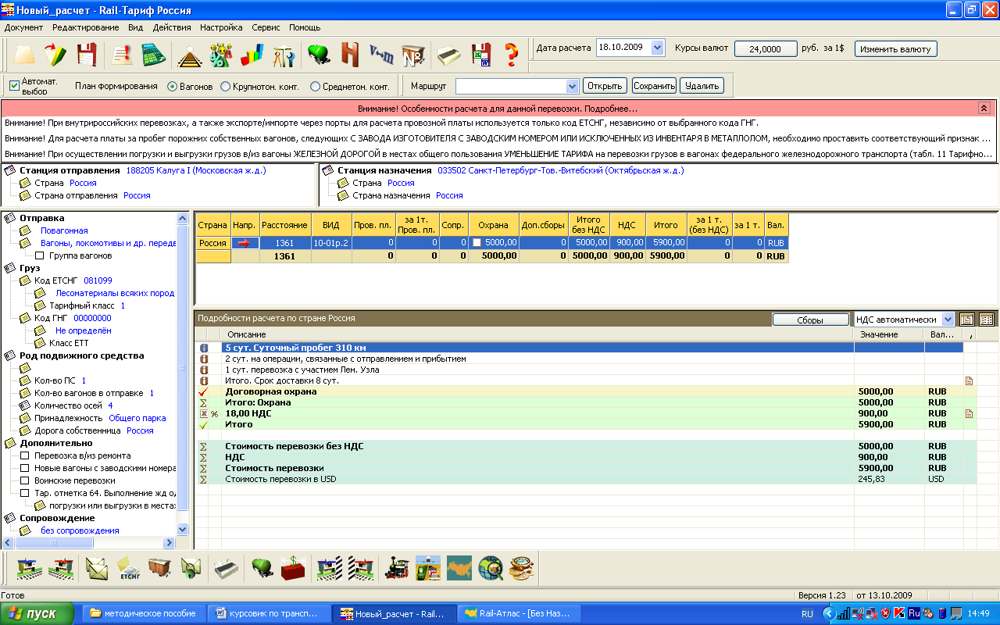 Новый_расчет - Rail-Тариф Россия
Документ Редактирование Вид Действия Настройка Сервис Помощь
Дата расчета 18.10.2009 Курсы валют 24,0000 руб. за 1$ Изменить валюту
Автомат. выбор План формирования Вагонов Крупнотон. конт. Среднетон. конт. Маршрут Открыть Сохранить Удалить
Внимание! Особенности расчета для данной перевозки. Подробнее...
Внимание! При внутрироссийских перевозках, а также экспорте/импорте через порты для расчета провозной платы используется только код ЕТСНГ, независимо от выбранного кода ГНГ.
Внимание! Для расчета платы за пробег порожних собственных вагонов, следующих С ЗАВОДА ИЗГОТОВИТЕЛЯ С ЗАВОДСКИМ НОМЕРОМ ИЛИ ИСКЛЮЧЕННЫХ ИЗ ИНВЕНТАРЯ В МЕТАЛЛОЛОМ, необходимо проставить соответствующий признак ...
Внимание! При осуществлении погрузки и выгрузки грузов в/из вагоны ЖЕЛЕЗНОЙ ДОРОГОЙ в местах общего пользования УМЕНЬШЕНИЕ ТАРИФА на перевозки грузов в вагонах федерального железнодорожного транспорта (табл. 11 Тарифно...
Станция отправления 188205 Калуга I (Московская ж.д.)
Страна Россия
Страна отправления Россия
Станция назначения 033502 Санкт-Петербург-Тов.-Витебский (Октябрьская ж.д.)
Страна Россия
Страна назначения Россия
Отправка
Повагонная
Вагоны, локомотивы и др. передв
Группа вагонов
Груз
Код ЕТСНГ 081099
Лесоматериалы всяких пород
Тарифный класс 1
Код ГНГ 00000000
Не определён
Класс ЕТТ
Род подвижного средства
Кол-во ПС 1
Кол-во вагонов в отправке 1
Количество осей 4
Принадлежность Общего парка
Дорога собственница Россия
Дополнительно
Перевозка в/из ремонта
Новые вагоны с заводскими номера
Воинские перевозки
Тар. отметка 64. Выполнение жд о
погрузки или выгрузки в места
Сопровождение
без сопровождения
Страна Напр. Расстояние ВИД Пров. пл. за 1т. Пров. пл. Сопр. Охрана Доп.сборы Итого без НДС НДС Итого за 1 т. (без НДС) за 1 т. Вал.
Россия 1361 10-01р.2 0 0 0 5000,00 0 5000,00 900,00 5900,00 0 0 RUB
1361 0 0 0 5000,00 0 5000,00 900,00 5900,00 0 0 RUB
Подробности расчета по стране Россия Сборы НДС автоматически
Описание Значение Вал... ,
5 сут. Суточный пробег 310 км
2 сут. на операции, связанные с отправлением и прибытием
1 сут. перевозка с участием Лен. Узла
Итого. Срок доставки 8 сут.
Договорная охрана 5000,00 RUB
Σ Итого: Охрана 5000,00 RUB
% 18,00 НДС 900,00 RUB
Итого 5900,00 RUB
Σ Стоимость перевозки без НДС 5000,00 RUB
Σ НДС 900,00 RUB
Σ Стоимость перевозки 5900,00 RUB
Σ Стоимость перевозки в USD 245,83 USD
ЕТСНГ
Готово Версия 1.23 от 13.10.2009
пуск методическое пособие курсовик по трансп... Новый_расчет - Rail... Rail-Атлас - [Без Наз... RU Ru 14:49